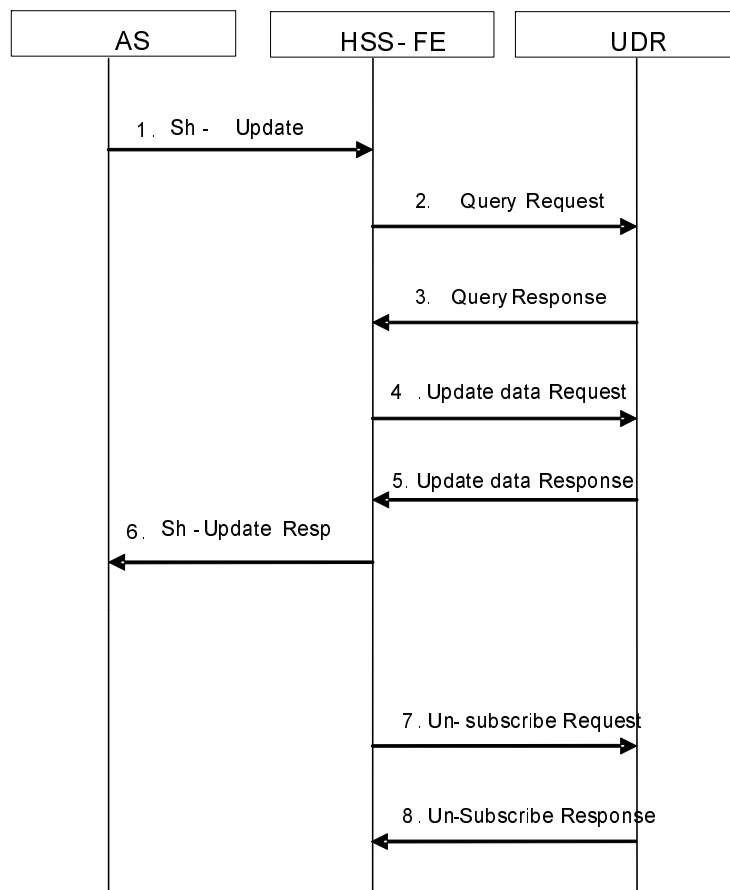 AS HSS-FE UDR
1. Sh - Update
2. Query Request
3. Query Response
4 . Update data Request
5. Update data Response
6. Sh -Update Resp
7. Un- subscribe Request
8. Un-Subscribe Response